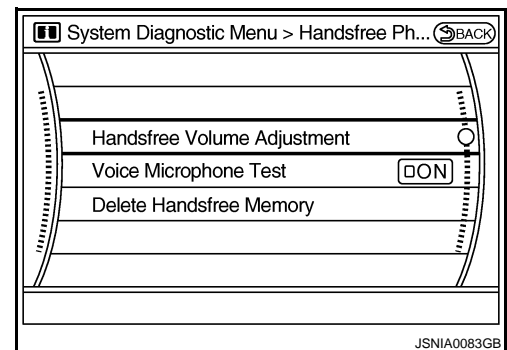 System Diagnostic Menu > Handsfree Ph... BACK
Handsfree Volume Adjustment
Voice Microphone Test ON
Delete Handsfree Memory
JSNIA0083GB